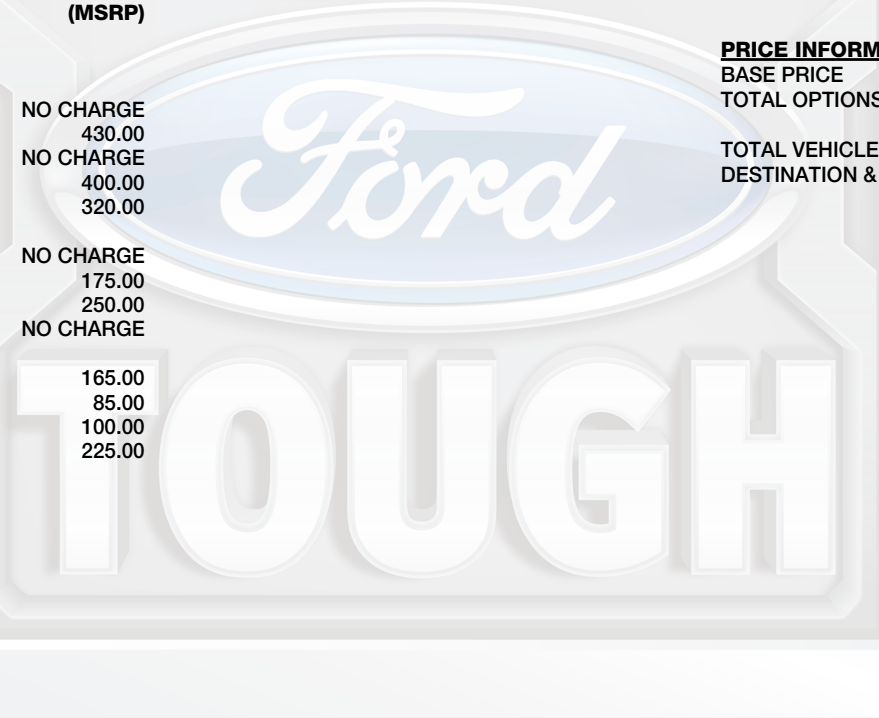 (MSRP)
NO CHARGE
430.00
NO CHARGE
400.00
320.00
NO CHARGE
175.00
250.00
NO CHARGE
165.00
85.00
100.00
225.00
PRICE INFORM
BASE PRICE
TOTAL OPTIONS
TOTAL VEHICLE
DESTINATION &
Ford
TOUGH